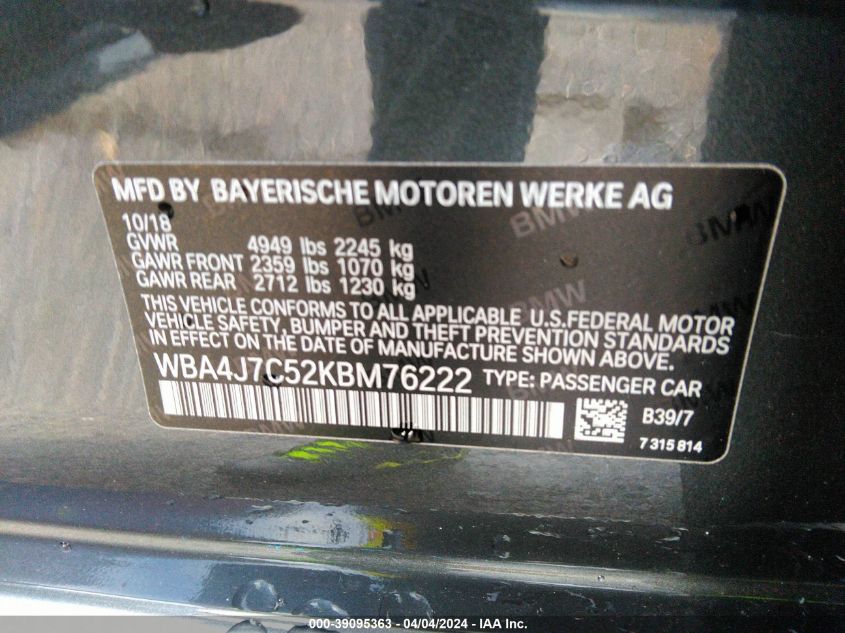 MFD BY BAYERISCHE MOTOREN WERKE AG
10/18
GVWR 4949 lbs 2245 kg
GAWR FRONT 2359 lbs 1070 kg
GAWR REAR 2712 lbs 1230 kg
THIS VEHICLE CONFORMS TO ALL APPLICABLE U.S.FEDERAL MOTOR
VEHICLE SAFETY, BUMPER AND THEFT PREVENTION STANDARDS
IN EFFECT ON THE DATE OF MANUFACTURE SHOWN ABOVE.
WBA4J7C52KBM76222 TYPE: PASSENGER CAR
B39/7
7 315 814
BMW
BMW
BMW
000-39095363 - 04/04/2024 - IAA Inc.